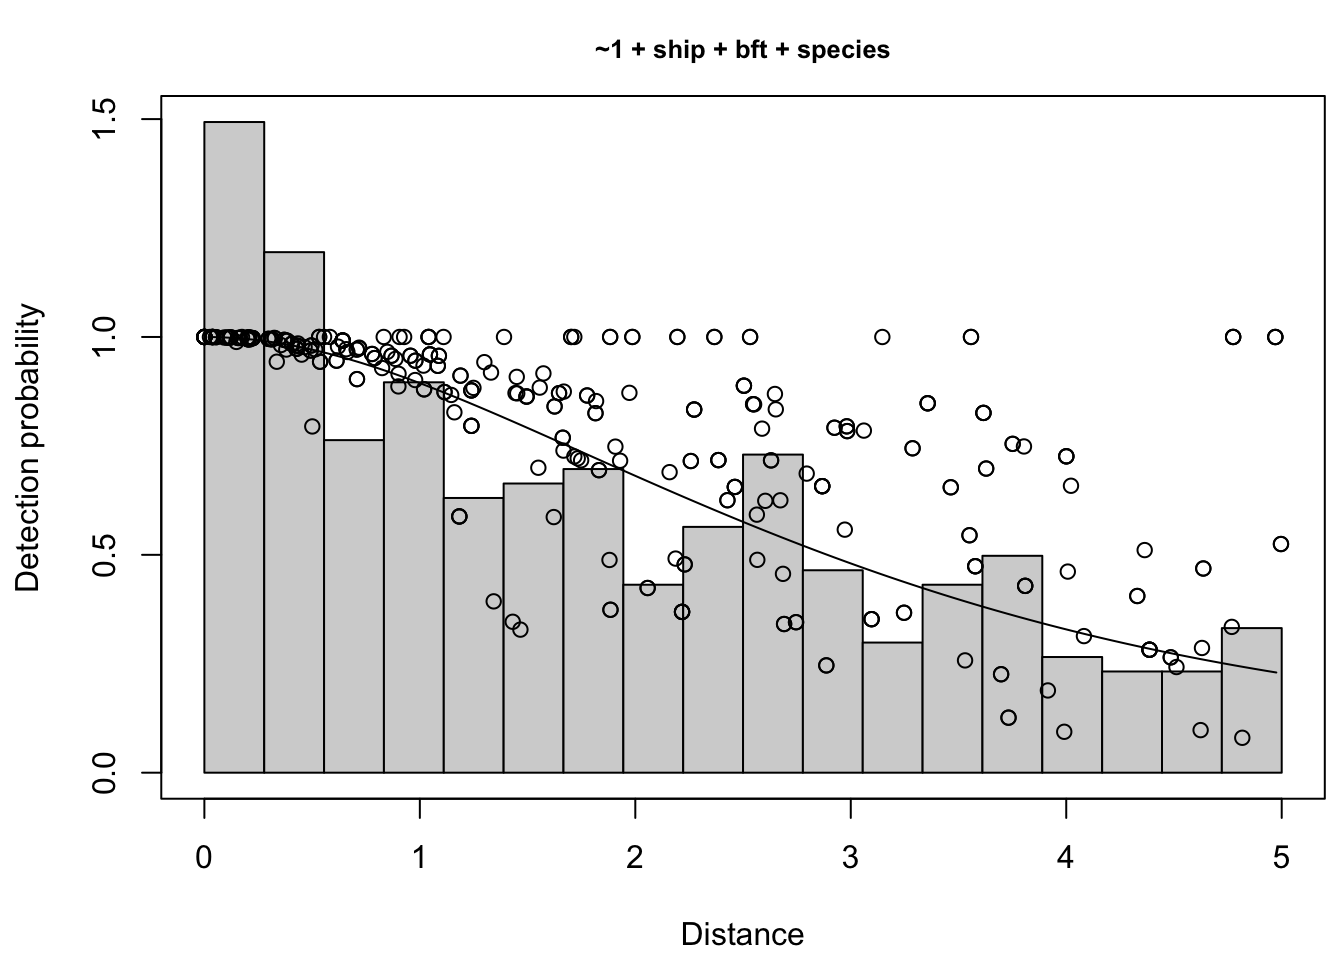 ~1 + ship + bft + species
1.5
1.0
0.5
0.0
Detection probability
0 1 2 3 4 5
Distance